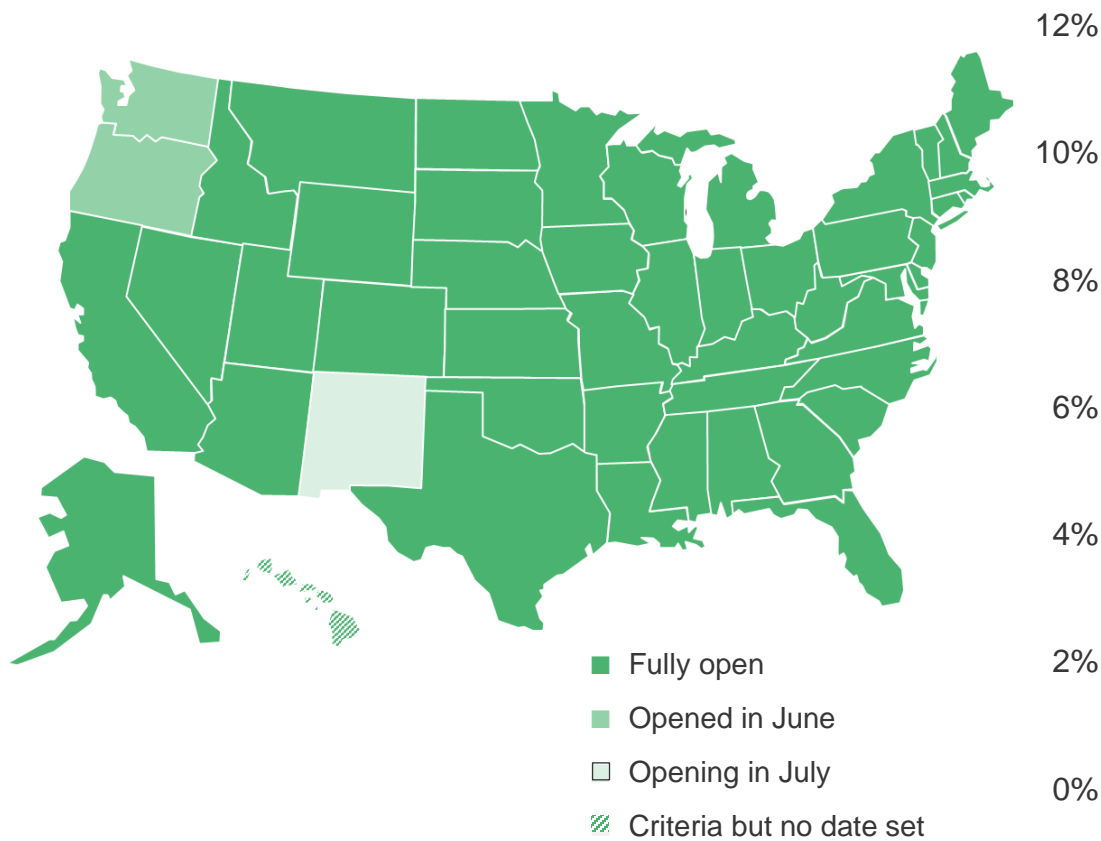 12%
10%
8%
6%
4%
2%
0%
Fully open
Opened in June
Opening in July
Criteria but no date set